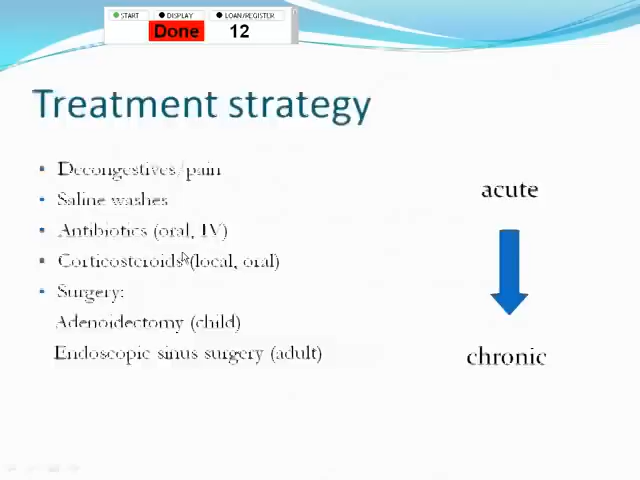 START DISPLAY LOAN/REGISTER
Done 12
Treatment strategy
Decongestives/pain
Saline washes
Antibiotics (oral, IV)
Corticosteroids (local, oral)
Surgery:
Adenoidectomy (child)
Endoscopic sinus surgery (adult)
acute
chronic